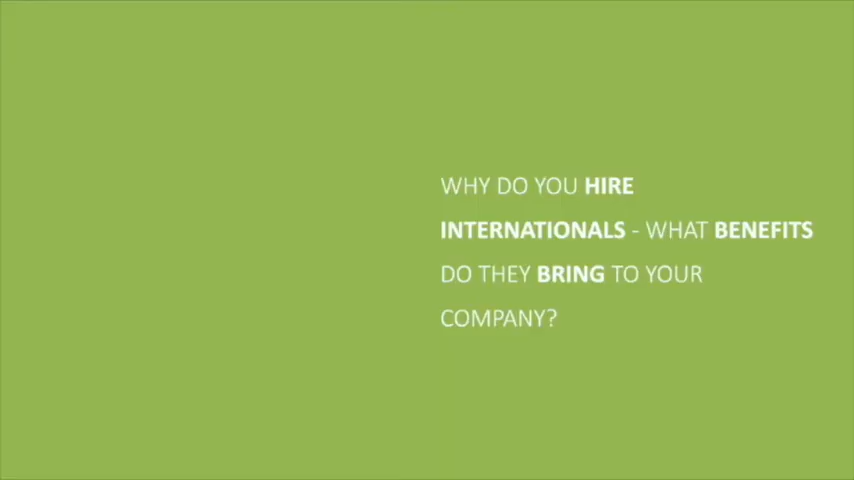 WHY DO YOU HIRE
INTERNATIONALS - WHAT BENEFITS
DO THEY BRING TO YOUR
COMPANY?